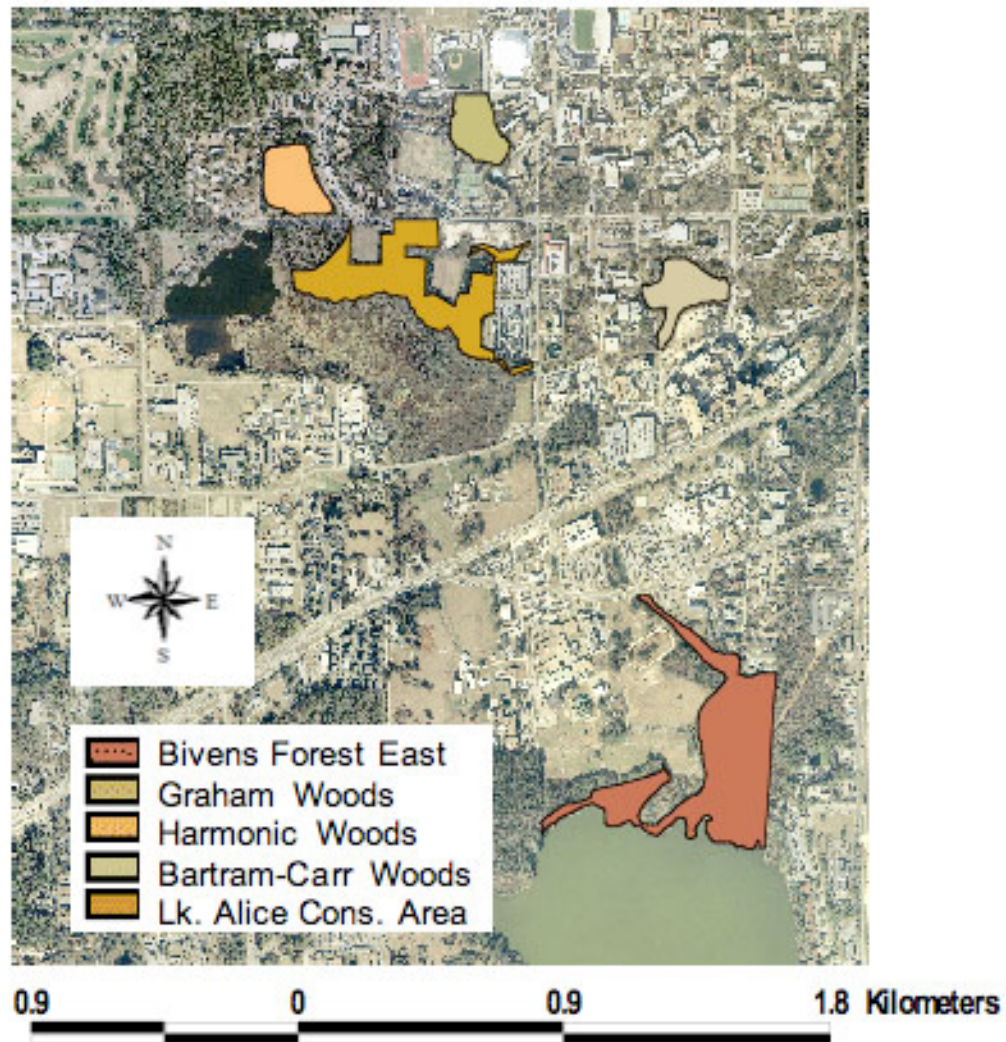 N
W E
S
Bivens Forest East
Graham Woods
Harmonic Woods
Bartram-Carr Woods
Lk. Alice Cons. Area
0.9 0 0.9 1.8 Kilometers